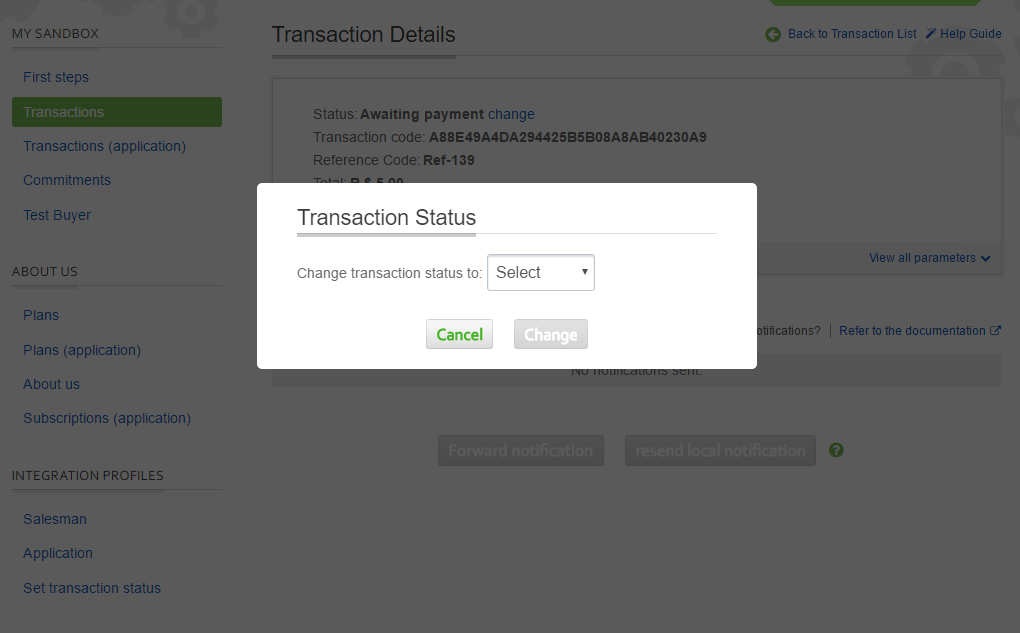 MY SANDBOX
First steps
Transactions
Transactions (application)
Commitments
Test Buyer
ABOUT US
Plans
Plans (application)
About us
Subscriptions (application)
INTEGRATION PROFILES
Salesman
Application
Set transaction status
Transaction Details
Back to Transaction List Help Guide
Status: Awaiting payment change
Transaction code: A88E49A4DA294425B5B08A8AB40230A9
Reference Code: Ref-139
Total: R $ 5.00
Transaction Status
Change transaction status to: Select
Cancel Change
View all parameters
otifications? | Refer to the documentation
No notifications sent.
Forward notification resend local notification ?